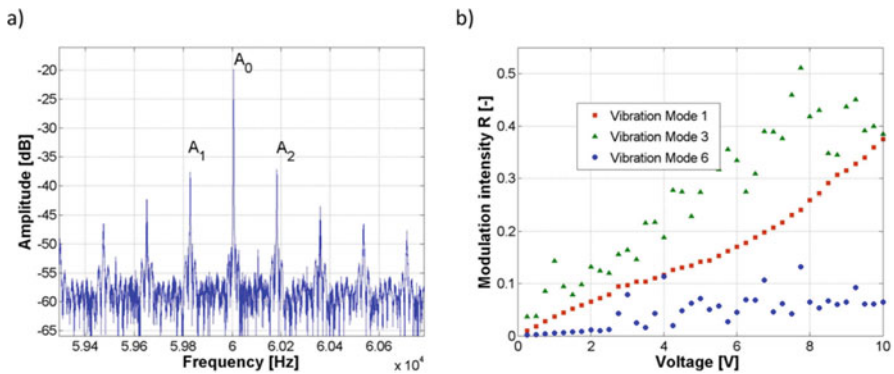 a)
A0
A1
A2
-20
-25
-30
-35
-40
-45
-50
-55
-60
-65
Amplitude [dB]
5.94
5.96
5.98
6
6.02
6.04
6.06
x 10^4
Frequency [Hz]
b)
Vibration Mode 1
Vibration Mode 3
Vibration Mode 6
0.5
0.4
0.3
0.2
0.1
0
Modulation intensity R [-]
0
2
4
6
8
10
Voltage [V]